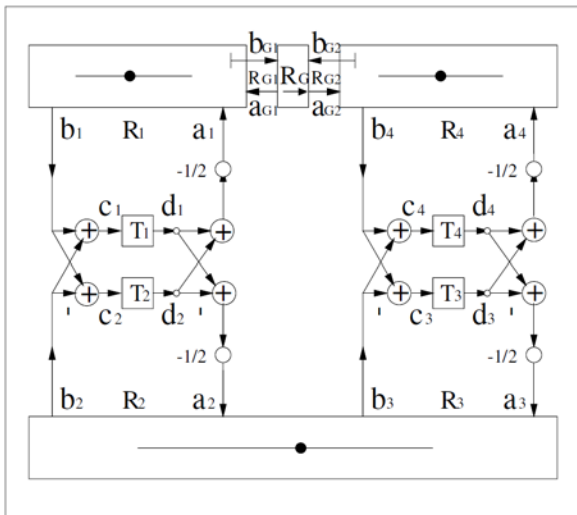 bG1 bG2
RG1 RG RG2
aG1 aG2
b1 R1 a1 b4 R4 a4
-1/2 -1/2
c1 T1 d1 c4 T4 d4
+ + + +
T2 T3
+ + + +
' c2 d2 ' ' c3 d3 '
-1/2 -1/2
b2 R2 a2 b3 R3 a3